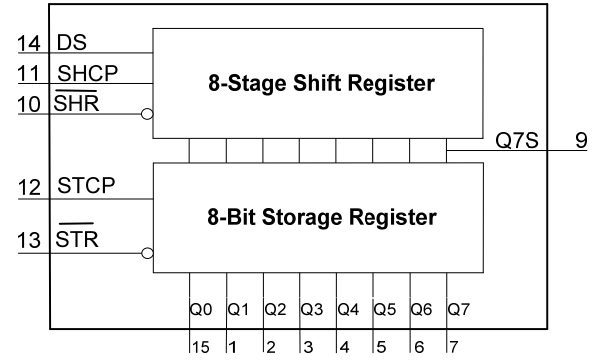 14 DS
11 SHCP
10 SHR
8-Stage Shift Register
Q7S 9
12 STCP
13 STR
8-Bit Storage Register
Q0 Q1 Q2 Q3 Q4 Q5 Q6 Q7
15 1 2 3 4 5 6 7